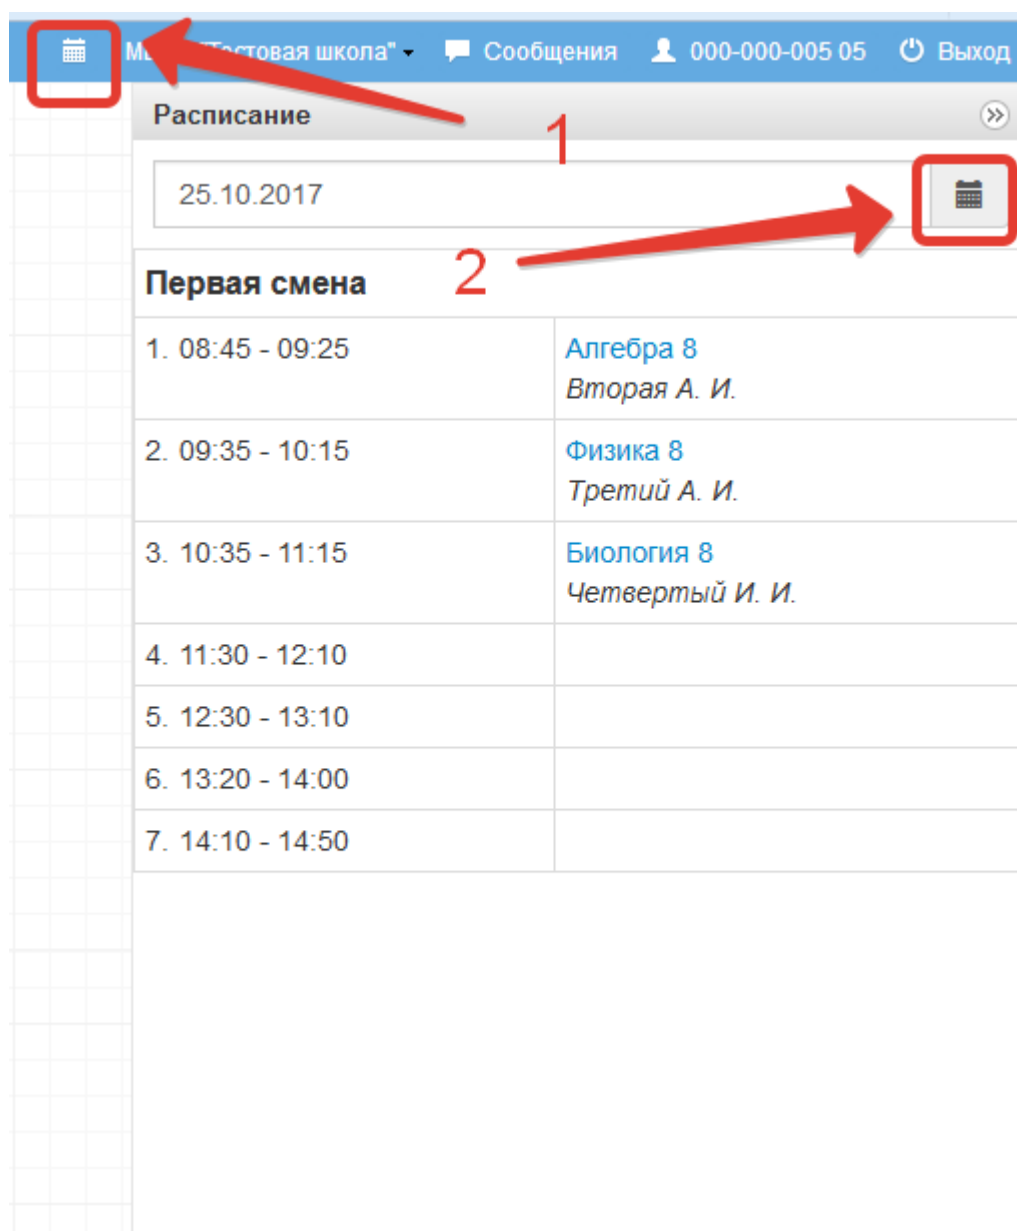 "Тестовая школа" Сообщения 000-000-005 05 Выход
Расписание
1
25.10.2017
2
Первая смена
1. 08:45 - 09:25 Алгебра 8
Вторая А. И.
2. 09:35 - 10:15 Физика 8
Третий А. И.
3. 10:35 - 11:15 Биология 8
Четвертый И. И.
4. 11:30 - 12:10
5. 12:30 - 13:10
6. 13:20 - 14:00
7. 14:10 - 14:50